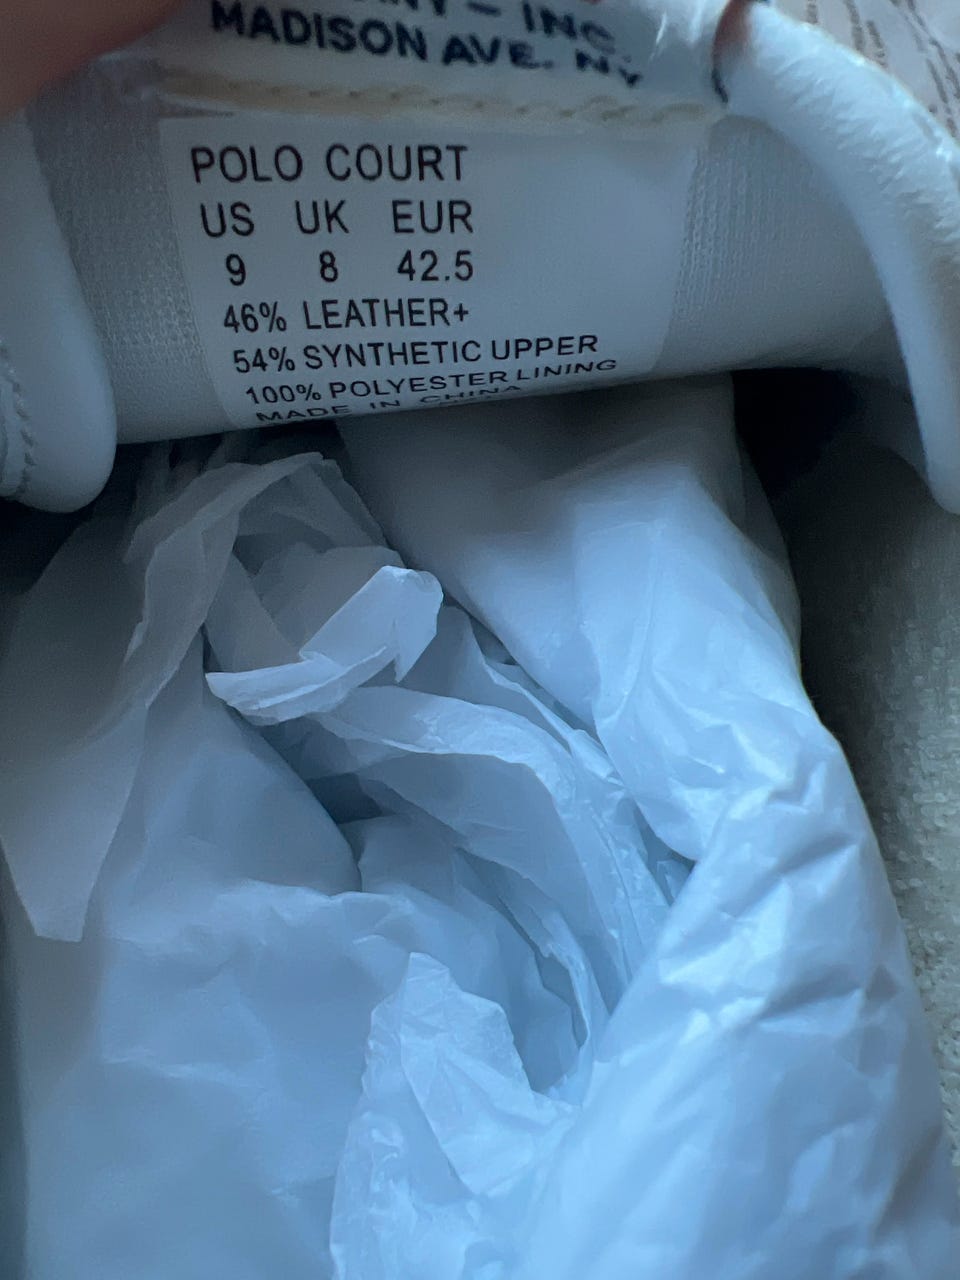 INC.
MADISON AVE. NY
POLO COURT
US UK EUR
9 8 42.5
46% LEATHER+
54% SYNTHETIC UPPER
100% POLYESTER LINING
MADE IN CHINA